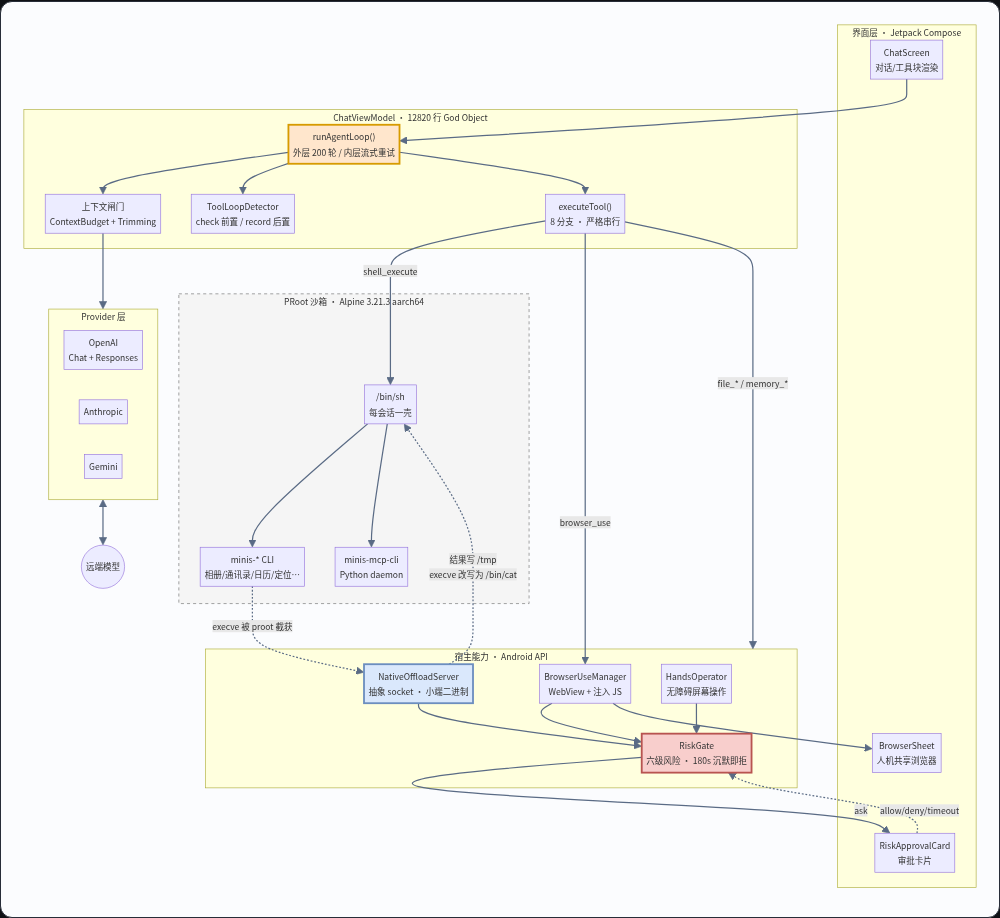 界面层 · Jetpack Compose
ChatScreen
对话/工具块渲染
ChatViewModel · 12820 行 God Object
runAgentLoop()
外层 200 轮 / 内层流式重试
上下文闸门
ContextBudget + Trimming
ToolLoopDetector
check 前置 / record 后置
executeTool()
8 分支 · 严格串行
shell_execute
PRoot 沙箱 · Alpine 3.21.3 aarch64
Provider 层
OpenAI
Chat + Responses
Anthropic
Gemini
远端模型
/bin/sh
每会话一壳
file_* / memory_*
browser_use
minis-* CLI
相册/通讯录/日历/定位…
minis-mcp-cli
Python daemon
结果写 /tmp
execve 改写为 /bin/cat
execve 被 proot 截获
宿主能力 · Android API
NativeOffloadServer
抽象 socket · 小端二进制
BrowserUseManager
WebView + 注入 JS
HandsOperator
无障碍屏幕操作
RiskGate
六级风险 · 180s 沉默即拒
BrowserSheet
人机共享浏览器
ask
allow/deny/timeout
RiskApprovalCard
审批卡片